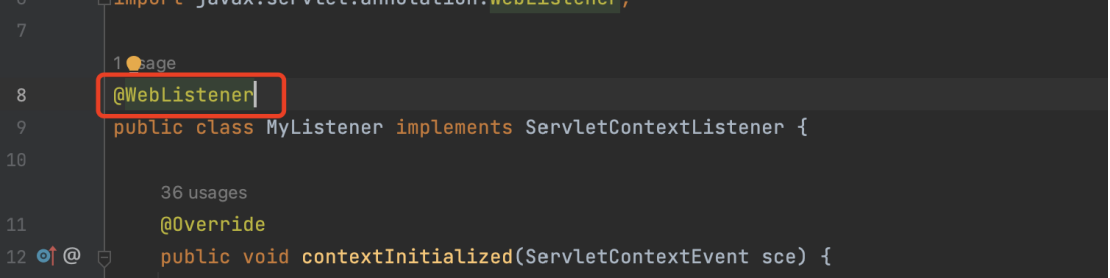 6 import javax.servlet.annotation.WebListener;
7
1 usage
8 @WebListener
9 public class MyListener implements ServletContextListener {
10
36 usages
11 @Override
12 @ public void contextInitialized(ServletContextEvent sce) {